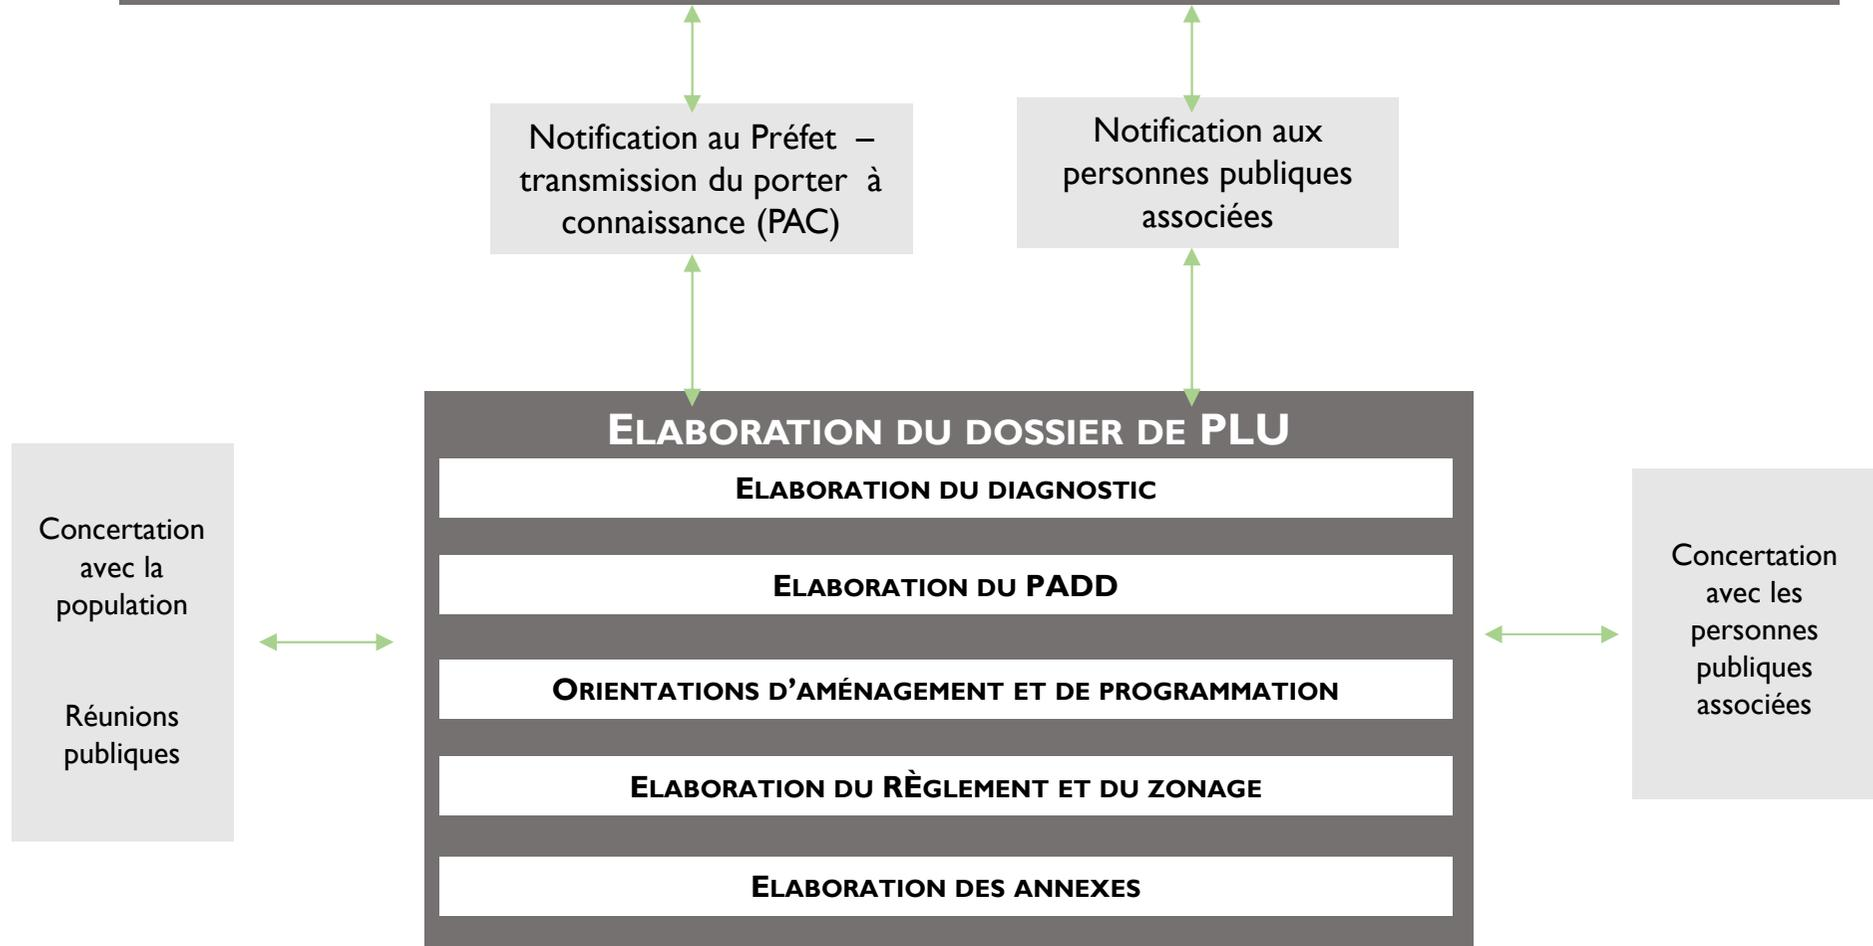 Notification au Préfet –
transmission du porter à
connaissance (PAC)
Notification aux
personnes publiques
associées
ELABORATION DU DOSSIER DE PLU
ELABORATION DU DIAGNOSTIC
ELABORATION DU PADD
ORIENTATIONS D’AMÉNAGEMENT ET DE PROGRAMMATION
ELABORATION DU RÈGLEMENT ET DU ZONAGE
ELABORATION DES ANNEXES
Concertation
avec la
population
Réunions
publiques
Concertation
avec les
personnes
publiques
associées